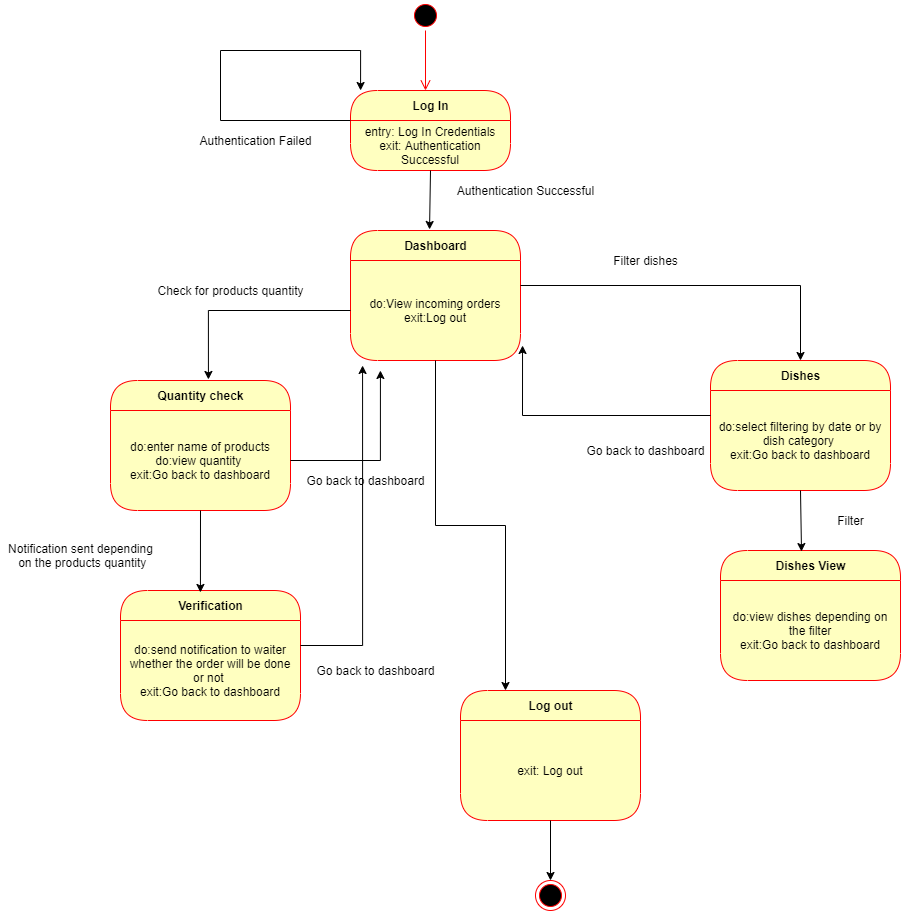 Log In
entry: Log In Credentials
exit: Authentication
Successful
Authentication Failed
Authentication Successful
Dashboard
do:View incoming orders
exit:Log out
Filter dishes
Check for products quantity
Quantity check
do:enter name of products
do:view quantity
exit:Go back to dashboard
Go back to dashboard
Dishes
do:select filtering by date or by
dish category
exit:Go back to dashboard
Go back to dashboard
Filter
Notification sent depending
on the products quantity
Verification
do:send notification to waiter
whether the order will be done
or not
exit:Go back to dashboard
Go back to dashboard
Dishes View
do:view dishes depending on
the filter
exit:Go back to dashboard
Log out
exit: Log out